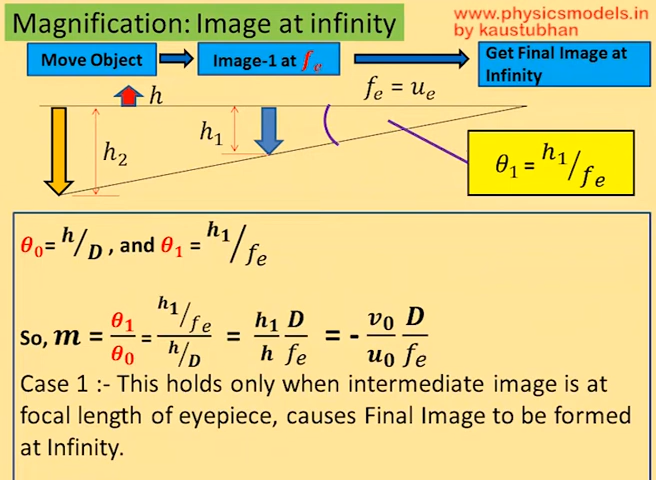 Magnification: Image at infinity
www.physicsmodels.in
by kaustubhan
Move Object
Image-1 at fₑ
Get Final Image at
Infinity
h
fₑ = uₑ
h₂
h₁
θ₁ = h₁/fₑ
θ₀= h/D , and θ₁ = h₁/fₑ
So, m = θ₁/θ₀ = (h₁/fₑ)/(h/D) = h₁/h D/fₑ = - v₀/u₀ D/fₑ
Case 1 :- This holds only when intermediate image is at
focal length of eyepiece, causes Final Image to be formed
at Infinity.